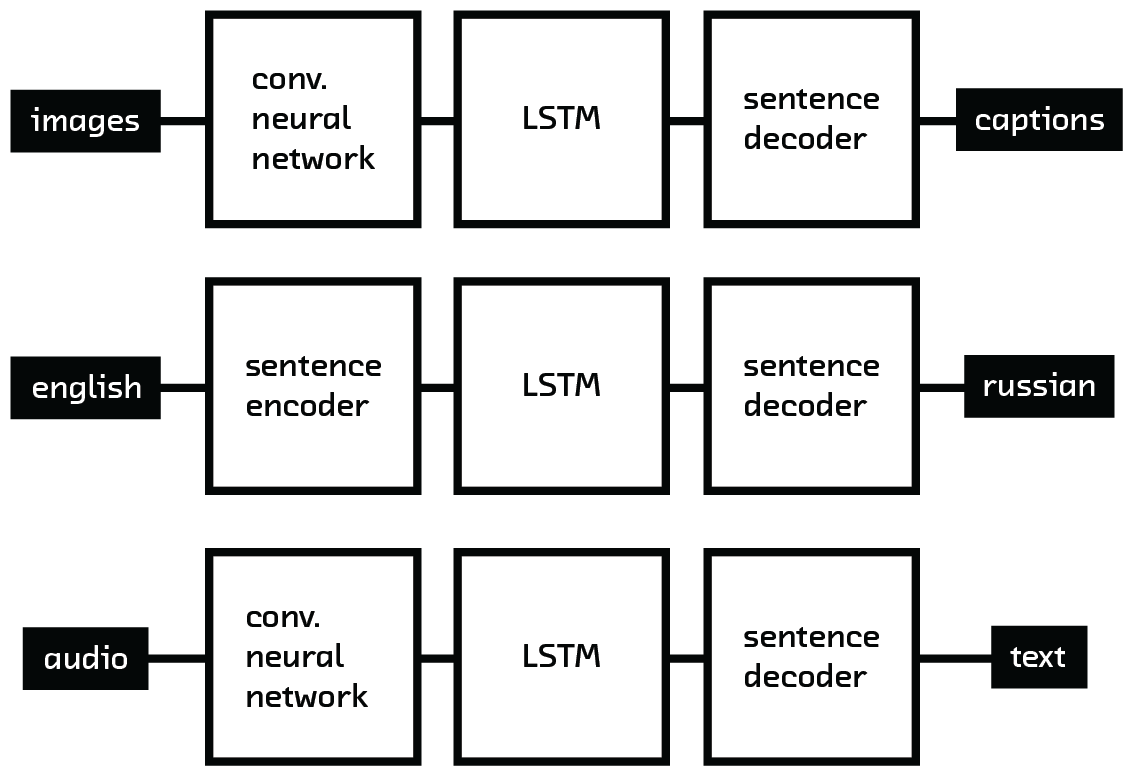 images
conv.
neural
network
LSTM
sentence
decoder
captions
english
sentence
encoder
LSTM
sentence
decoder
russian
audio
conv.
neural
network
LSTM
sentence
decoder
text